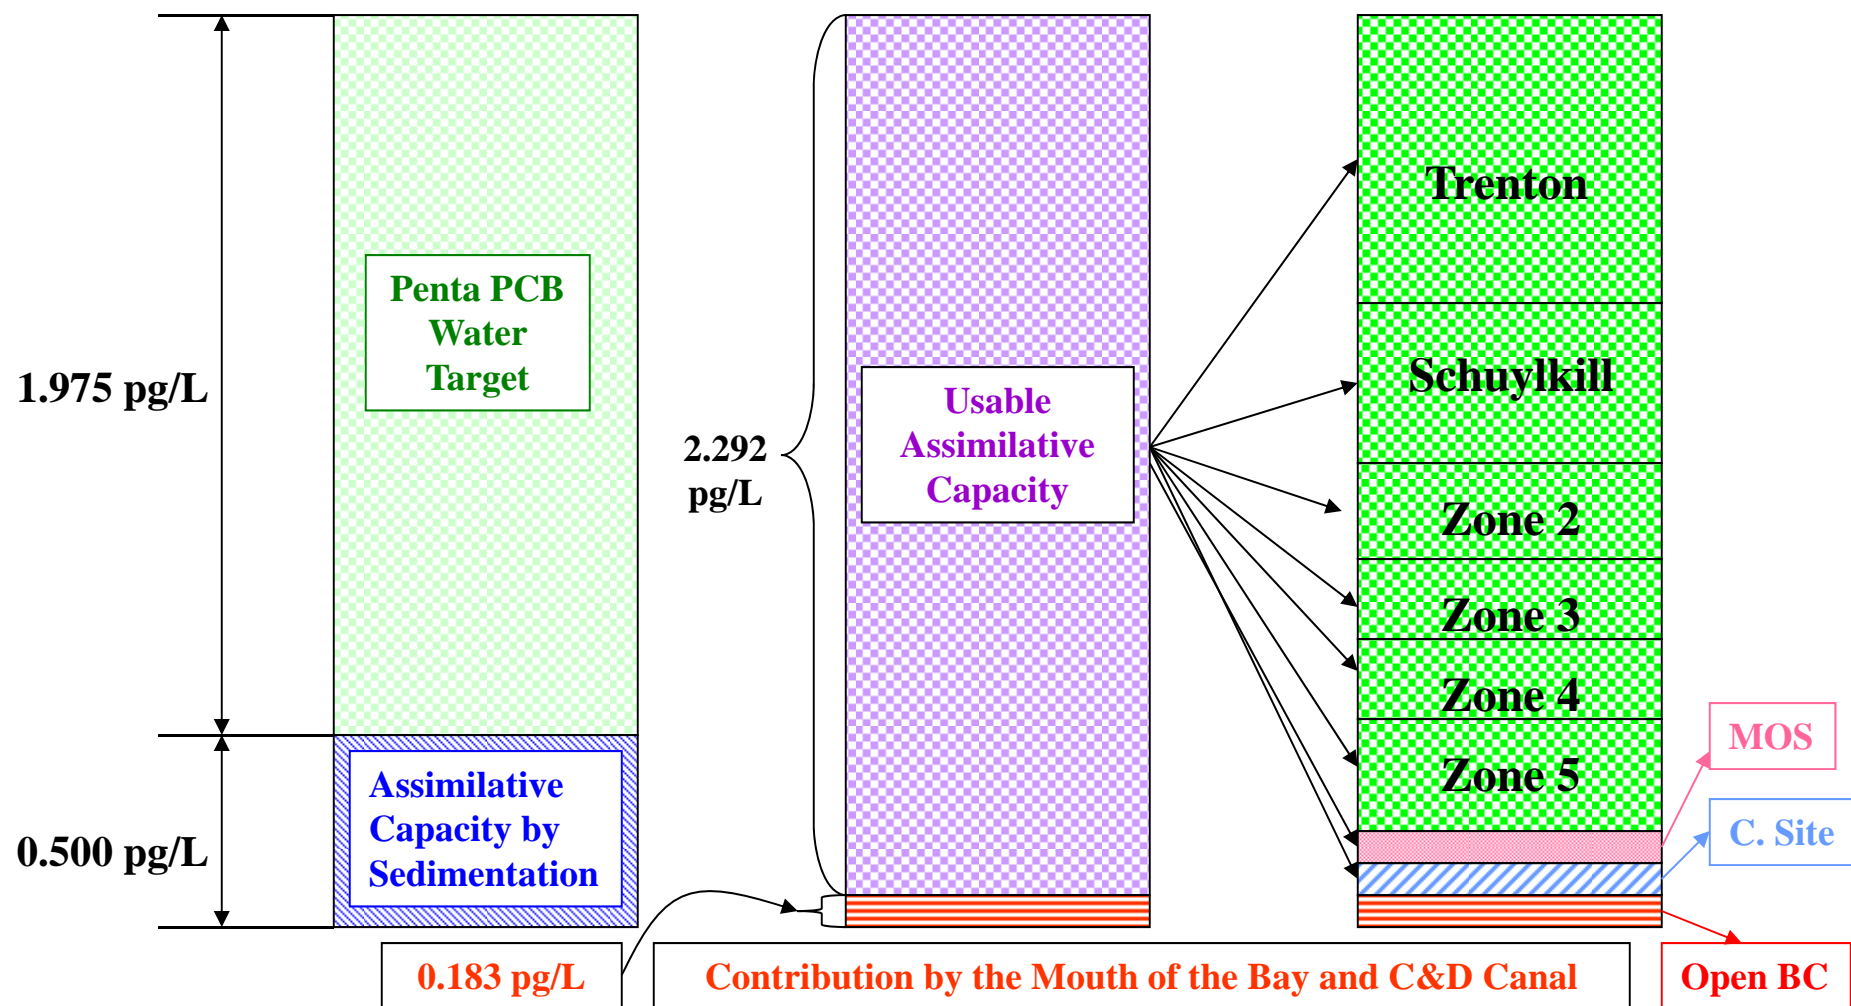 1.975 pg/L
0.500 pg/L
Penta PCB
Water
Target
Assimilative
Capacity by
Sedimentation
2.292
pg/L
Usable
Assimilative
Capacity
0.183 pg/L
Contribution by the Mouth of the Bay and C&D Canal
Trenton
Schuylkill
Zone 2
Zone 3
Zone 4
Zone 5
MOS
C. Site
Open BC